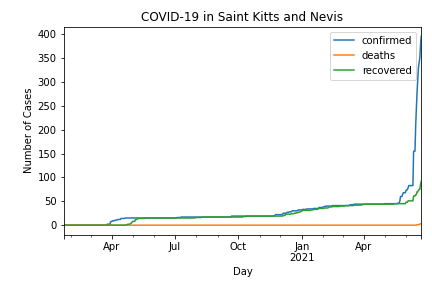 COVID-19 in Saint Kitts and Nevis
confirmed
deaths
recovered
Number of Cases
400
350
300
250
200
150
100
50
0
Apr
Jul
Oct
Jan
2021
Apr
Day